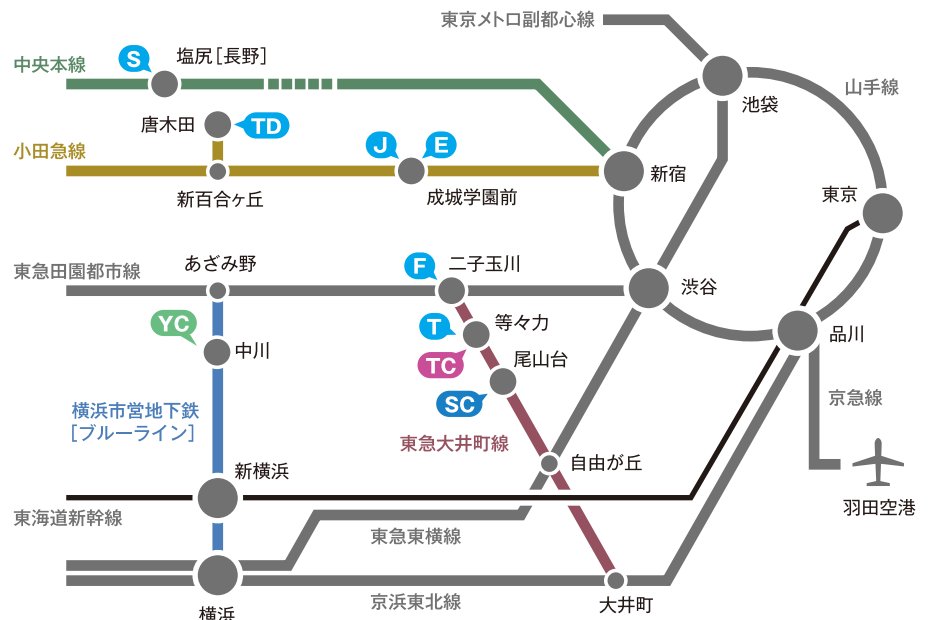 東京メトロ副都心線
塩尻［長野］
S
中央本線
山手線
池袋
唐木田
TD
小田急線
J
E
新宿
新百合ヶ丘
成城学園前
東京
東急田園都市線
あざみ野
F
二子玉川
渋谷
YC
中川
T
等々力
品川
TC
尾山台
SC
横浜市営地下鉄
［ブルーライン］
京急線
東急大井町線
新横浜
自由が丘
羽田空港
東海道新幹線
東急東横線
京浜東北線
大井町
横浜